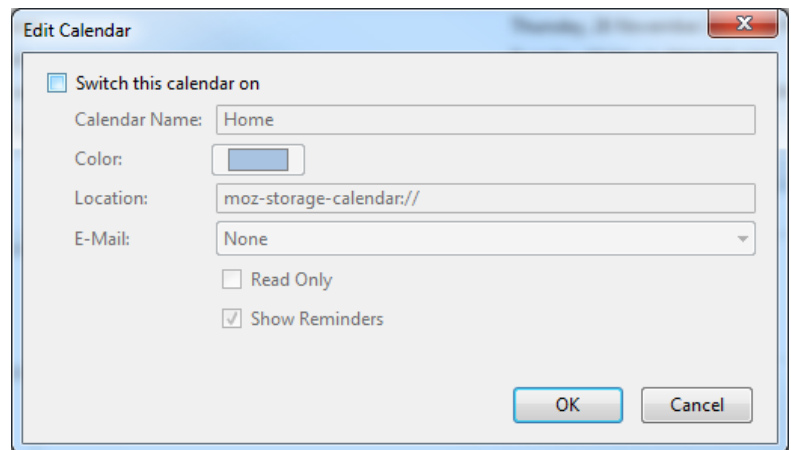 Edit Calendar
Switch this calendar on
Calendar Name: Home
Color:
Location: moz-storage-calendar://
E-Mail: None
Read Only
Show Reminders
OK Cancel